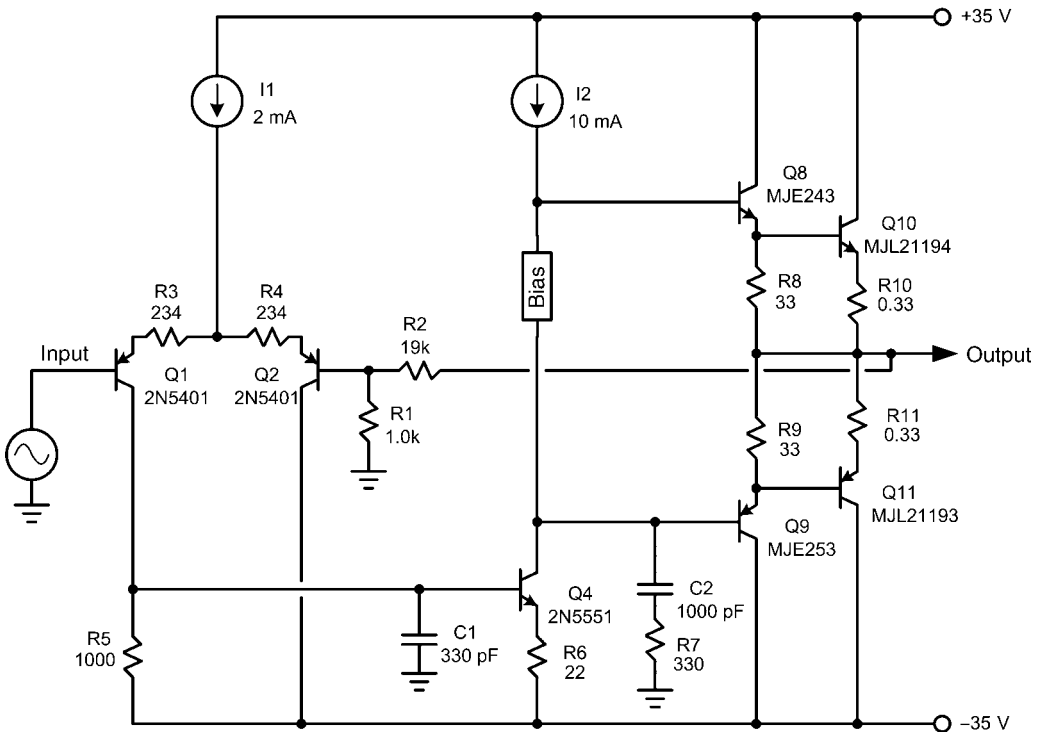 +35 V
I1
2 mA
I2
10 mA
Q8
MJE243
Q10
MJL21194
Bias
R3
234
R4
234
R8
33
R10
0.33
R2
19k
Input
Output
Q1
2N5401
Q2
2N5401
R1
1.0k
R9
33
R11
0.33
Q11
MJL21193
Q9
MJE253
Q4
2N5551
C2
1000 pF
R5
1000
C1
330 pF
R6
22
R7
330
–35 V